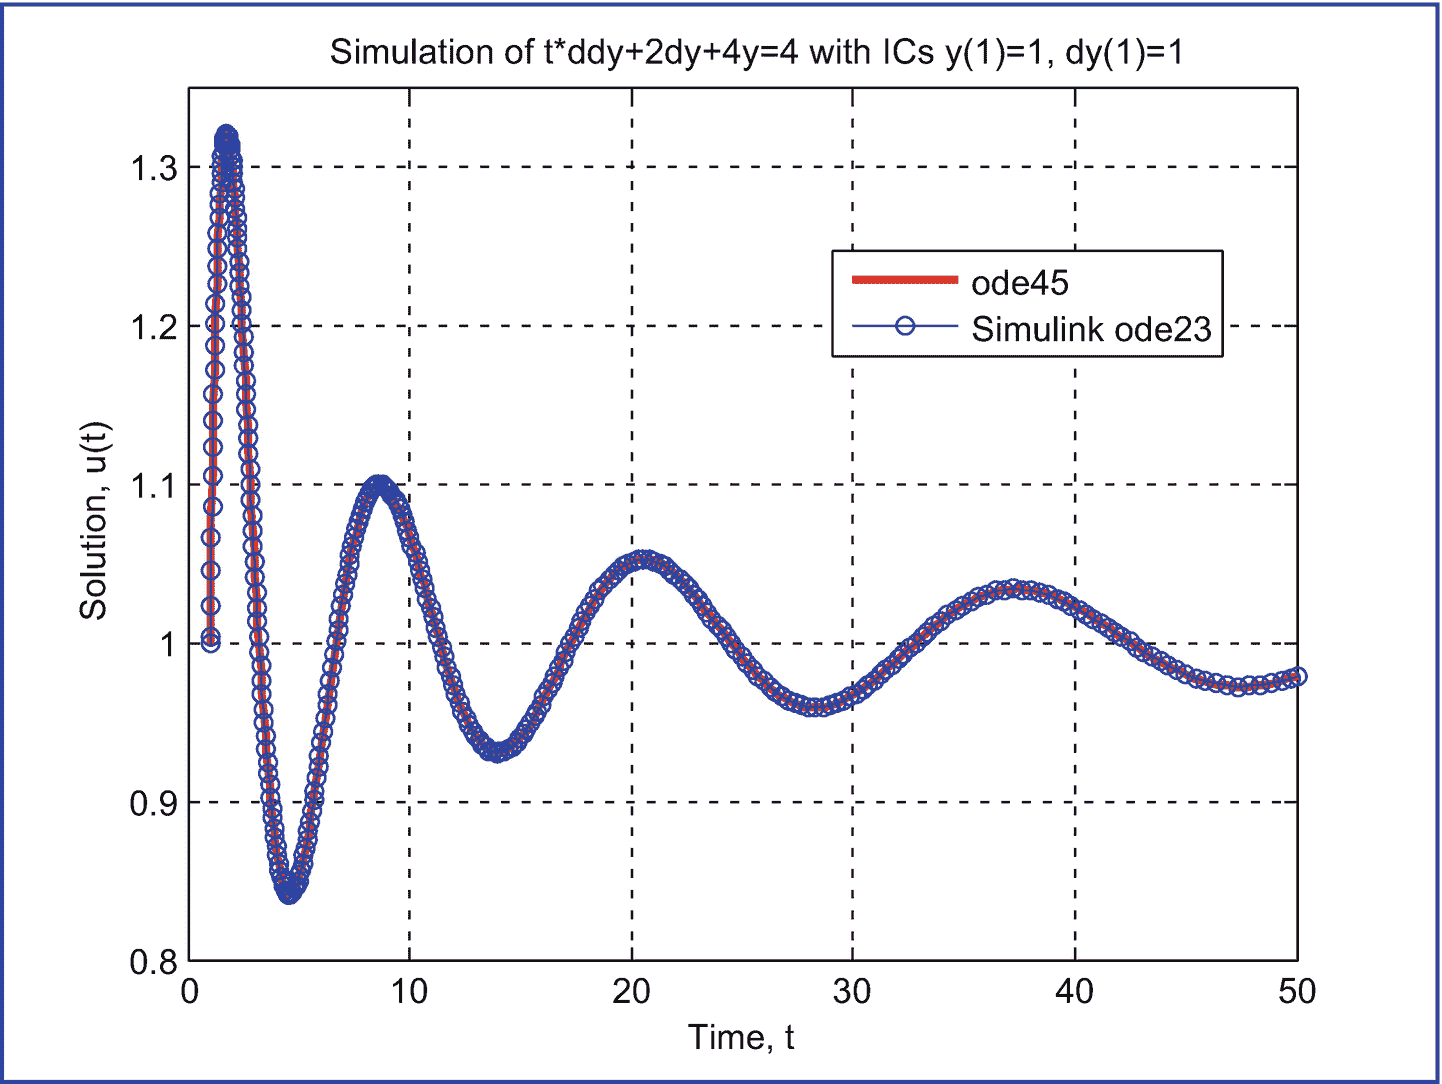 Simulation of t*ddy+2dy+4y=4 with ICs y(1)=1, dy(1)=1
1.3
1.2
1.1
1
0.9
0.8
0
10
20
30
40
50
Solution, u(t)
Time, t
ode45
Simulink ode23